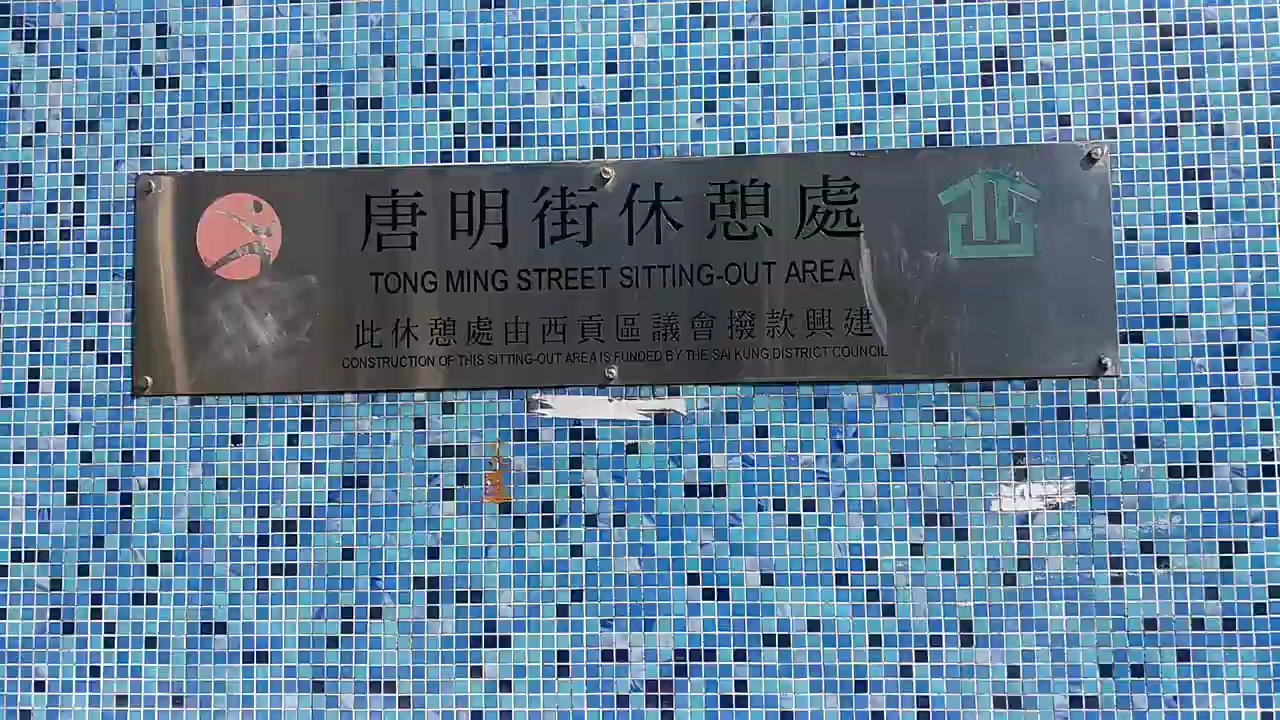 唐明街休憩處
TONG MING STREET SITTING-OUT AREA
此休憩處由西貢區議會撥款興建
CONSTRUCTION OF THIS SITTING-OUT AREA IS FUNDED BY THE SAI KUNG DISTRICT COUNCIL